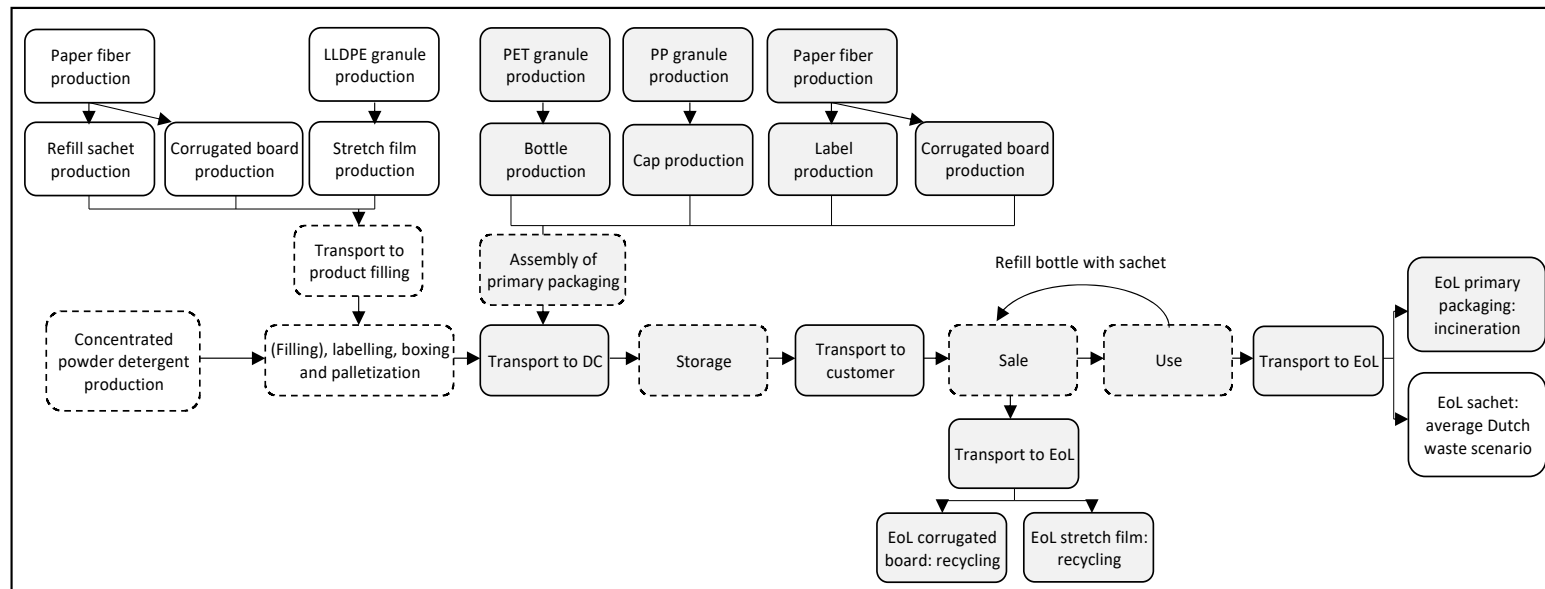 Paper fiber
production
LLDPE granule
production
PET granule
production
PP granule
production
Paper fiber
production
Refill sachet
production
Corrugated board
production
Stretch film
production
Bottle
production
Cap production
Label
production
Corrugated board
production
Transport to
product filling
Assembly of
primary packaging
Refill bottle with sachet
EoL primary
packaging:
incineration
Concentrated
powder detergent
production
(Filling), labelling, boxing
and palletization
Transport to DC
Storage
Transport to
customer
Sale
Use
Transport to EoL
EoL sachet:
average Dutch
waste scenario
Transport to EoL
EoL corrugated
board: recycling
EoL stretch film:
recycling